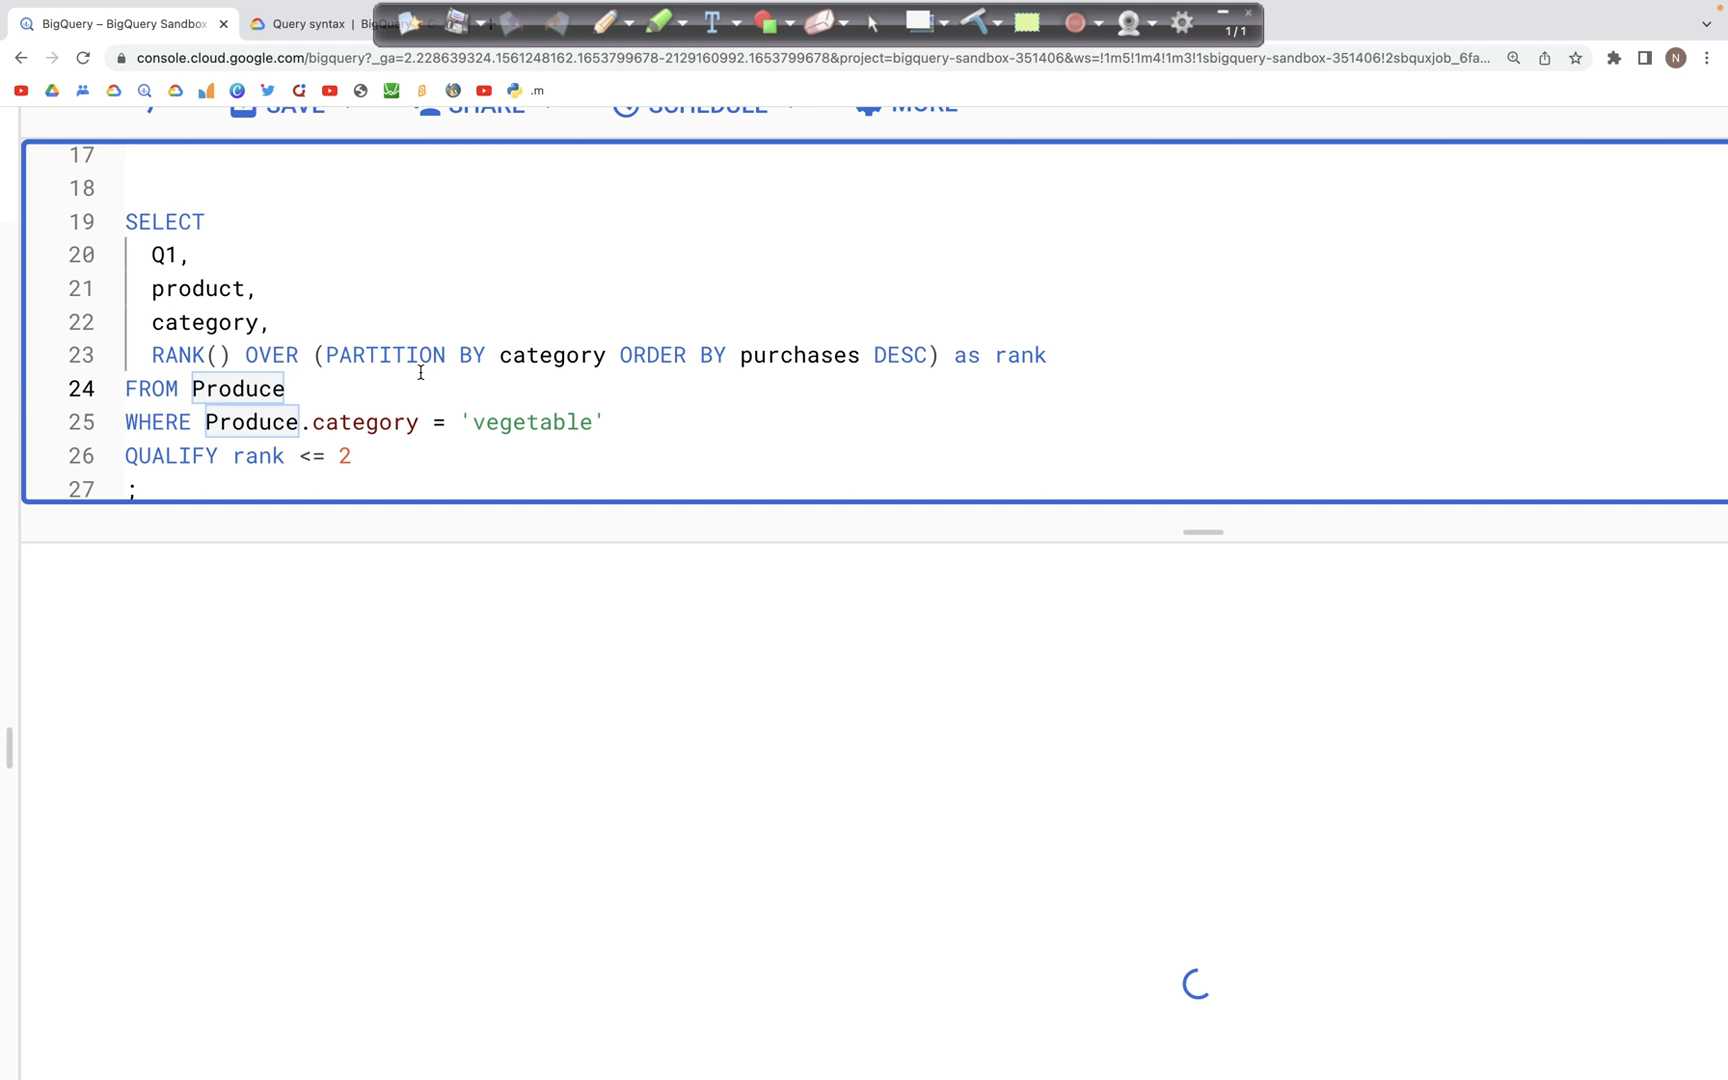 BigQuery – BigQuery Sandbox
Query syntax | BigQuery
1/1
console.cloud.google.com/bigquery?_ga=2.228639324.1561248162.1653799678-2129160992.1653799678&project=bigquery-sandbox-351406&ws=!1m5!1m4!1m3!1sbigquery-sandbox-351406!2sbquxjob_6fa...
N
.m
SAVE
SHARE
SCHEDULE
MORE
17
18
19 SELECT
20 Q1,
21 product,
22 category,
23 RANK() OVER (PARTITION BY category ORDER BY purchases DESC) as rank
24 FROM Produce
25 WHERE Produce.category = 'vegetable'
26 QUALIFY rank <= 2
27 ;